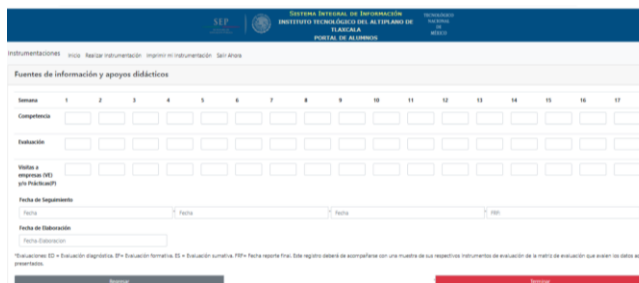 SEP
SISTEMA INTEGRAL DE INFORMACIÓN
INSTITUTO TECNOLÓGICO DEL ALTIPLANO DE
TLAXCALA
PORTAL DE ALUMNOS
TECNOLÓGICO
NACIONAL
DE
MÉXICO
Instrumentaciones Inicio Realizar Instrumentación Imprimir mi Instrumentación Salir Ahora
Fuentes de información y apoyos didácticos
Semana 1 2 3 4 5 6 7 8 9 10 11 12 13 14 15 16 17
Competencia
Evaluación
Visitas a
empresas (VE)
y/o Prácticas(P)
Fecha de Seguimiento
Fecha Fecha Fecha FRFi
Fecha de Elaboración
Fecha Elaboración
*Evaluaciones: ED = Evaluación diagnóstica. EF= Evaluación formativa. ES = Evaluación sumativa. FRF= Fecha reporte final. Este registro deberá de acompañarse con una muestra de sus respectivos instrumentos de evaluación de la matriz de evaluación que avalen los datos
presentados.
Regresar Terminar